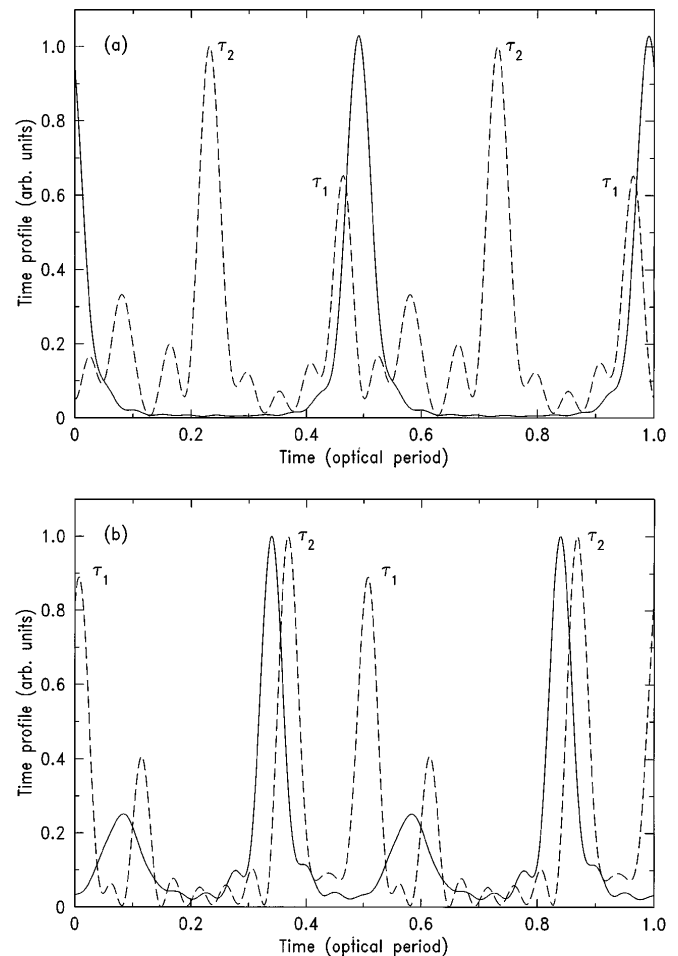 (a)
τ2
τ2
τ1
τ1
Time profile (arb. units)
1.0
0.8
0.6
0.4
0.2
0
0 0.2 0.4 0.6 0.8 1.0
Time (optical period)
(b)
τ2
τ2
τ1
τ1
Time profile (arb. units)
1.0
0.8
0.6
0.4
0.2
0
0 0.2 0.4 0.6 0.8 1.0
Time (optical period)